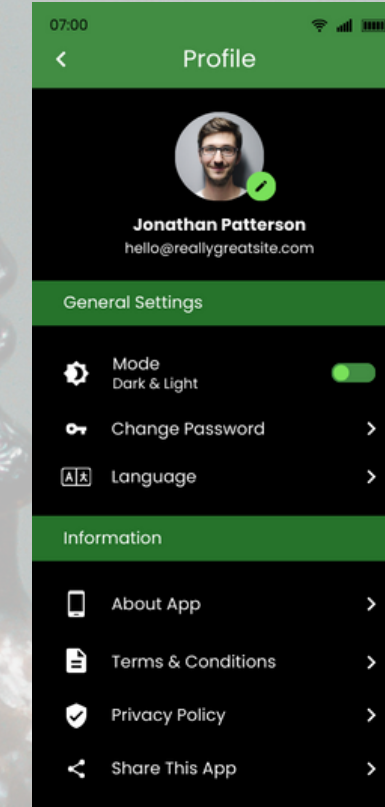 07:00
Profile
Jonathan Patterson
hello@reallygreatsite.com
General Settings
Mode
Dark & Light
Change Password
Language
Information
About App
Terms & Conditions
Privacy Policy
Share This App